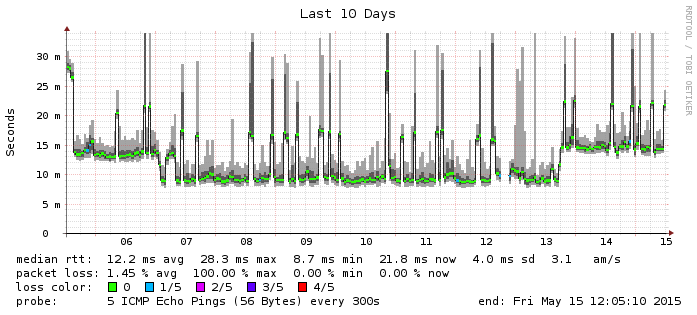 Last 10 Days
RRDTOOL / TOBI OETIKER
Seconds
30 m
25 m
20 m
15 m
10 m
5 m
0
06 07 08 09 10 11 12 13 14 15
median rtt: 12.2 ms avg 28.3 ms max 8.7 ms min 21.8 ms now 4.0 ms sd 3.1 am/s
packet loss: 1.45 % avg 100.00 % max 0.00 % min 0.00 % now
loss color: 0 1/5 2/5 3/5 4/5
probe: 5 ICMP Echo Pings (56 Bytes) every 300s end: Fri May 15 12:05:10 2015